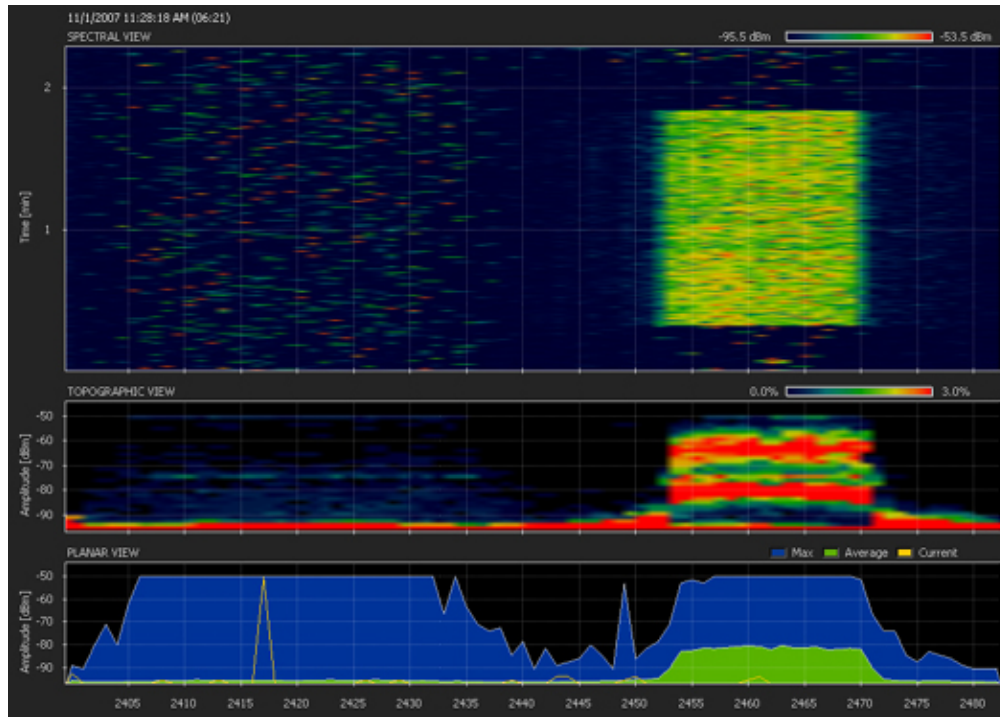 11/1/2007 11:28:18 AM (06:21)
SPECTRAL VIEW
-95.5 dBm -53.5 dBm
2
1
Time [min]
TOPOGRAPHIC VIEW
0.0% 3.0%
-50
-60
-70
-80
-90
Amplitude [dBm]
PLANAR VIEW
Max Average Current
-50
-60
-70
-80
-90
Amplitude [dBm]
2405 2410 2415 2420 2425 2430 2435 2440 2445 2450 2455 2460 2465 2470 2475 2480